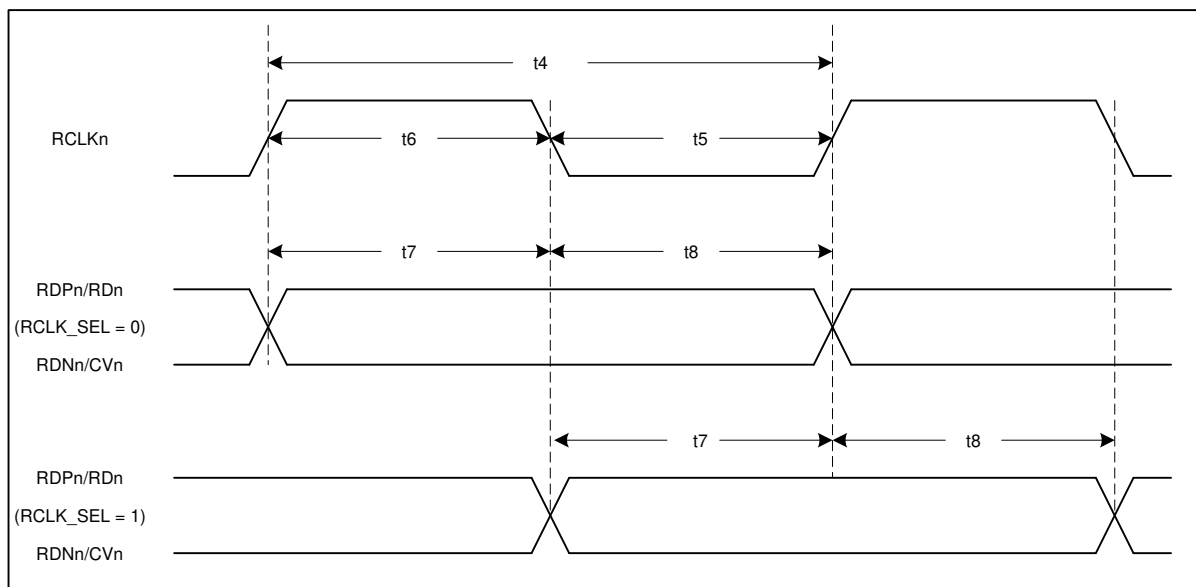 t4
RCLKn
t6
t5
t7
t8
RDPn/RDn
(RCLK_SEL = 0)
RDNn/CVn
t7
t8
RDPn/RDn
(RCLK_SEL = 1)
RDNn/CVn